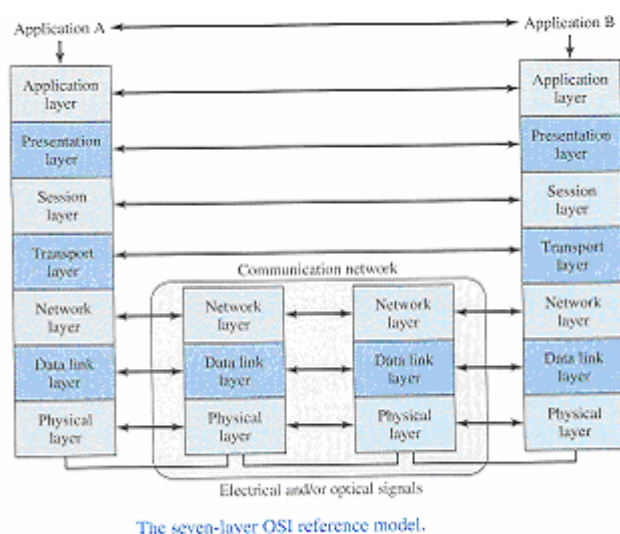 Application A
Application B
Application
layer
Application
layer
Presentation
layer
Presentation
layer
Session
layer
Session
layer
Transport
layer
Transport
layer
Communication network
Network
layer
Network
layer
Network
layer
Network
layer
Data link
layer
Data link
layer
Data link
layer
Data link
layer
Physical
layer
Physical
layer
Physical
layer
Physical
layer
Electrical and/or optical signals
The seven-layer OSI reference model.